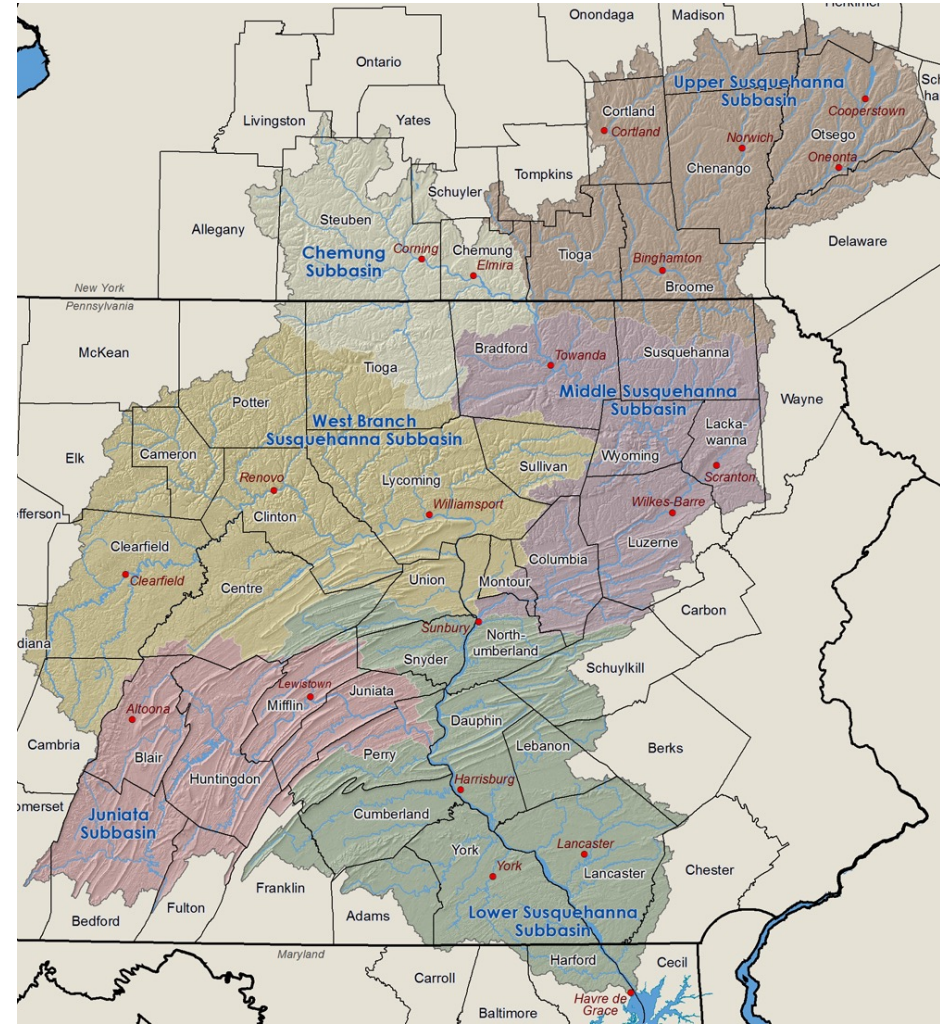 Onondaga
Madison
Herkimer
Ontario
Upper Susquehanna
Subbasin
Cortland
Cooperstown
Livingston
Yates
Cortland
Norwich
Otsego
Oneonta
Chenango
Tompkins
Schuyler
Steuben
Allegany
Chemung
Subbasin
Corning
Chemung
Elmira
Tioga
Binghamton
Broome
Delaware
New York
Pennsylvania
McKean
Tioga
Bradford
Towanda
Susquehanna
Middle Susquehanna
Subbasin
Wayne
Potter
West Branch
Susquehanna Subbasin
Lacka-
wanna
Elk
Cameron
Renovo
Lycoming
Sullivan
Wyoming
Scranton
efferson
Clinton
Williamsport
Wilkes-Barre
Clearfield
Clearfield
Centre
Union
Montour
Columbia
Luzerne
Carbon
diana
Sunbury
North-
umberland
Snyder
Schuylkill
Lewistown
Juniata
Mifflin
Altoona
Dauphin
Cambria
Blair
Huntingdon
Perry
Lebanon
Berks
omerset
Juniata
Subbasin
Harrisburg
Cumberland
York
York
Lancaster
Lancaster
Chester
Franklin
Fulton
Bedford
Adams
Lower Susquehanna
Subbasin
Maryland
Harford
Cecil
Carroll
Baltimore
Havre de
Grace